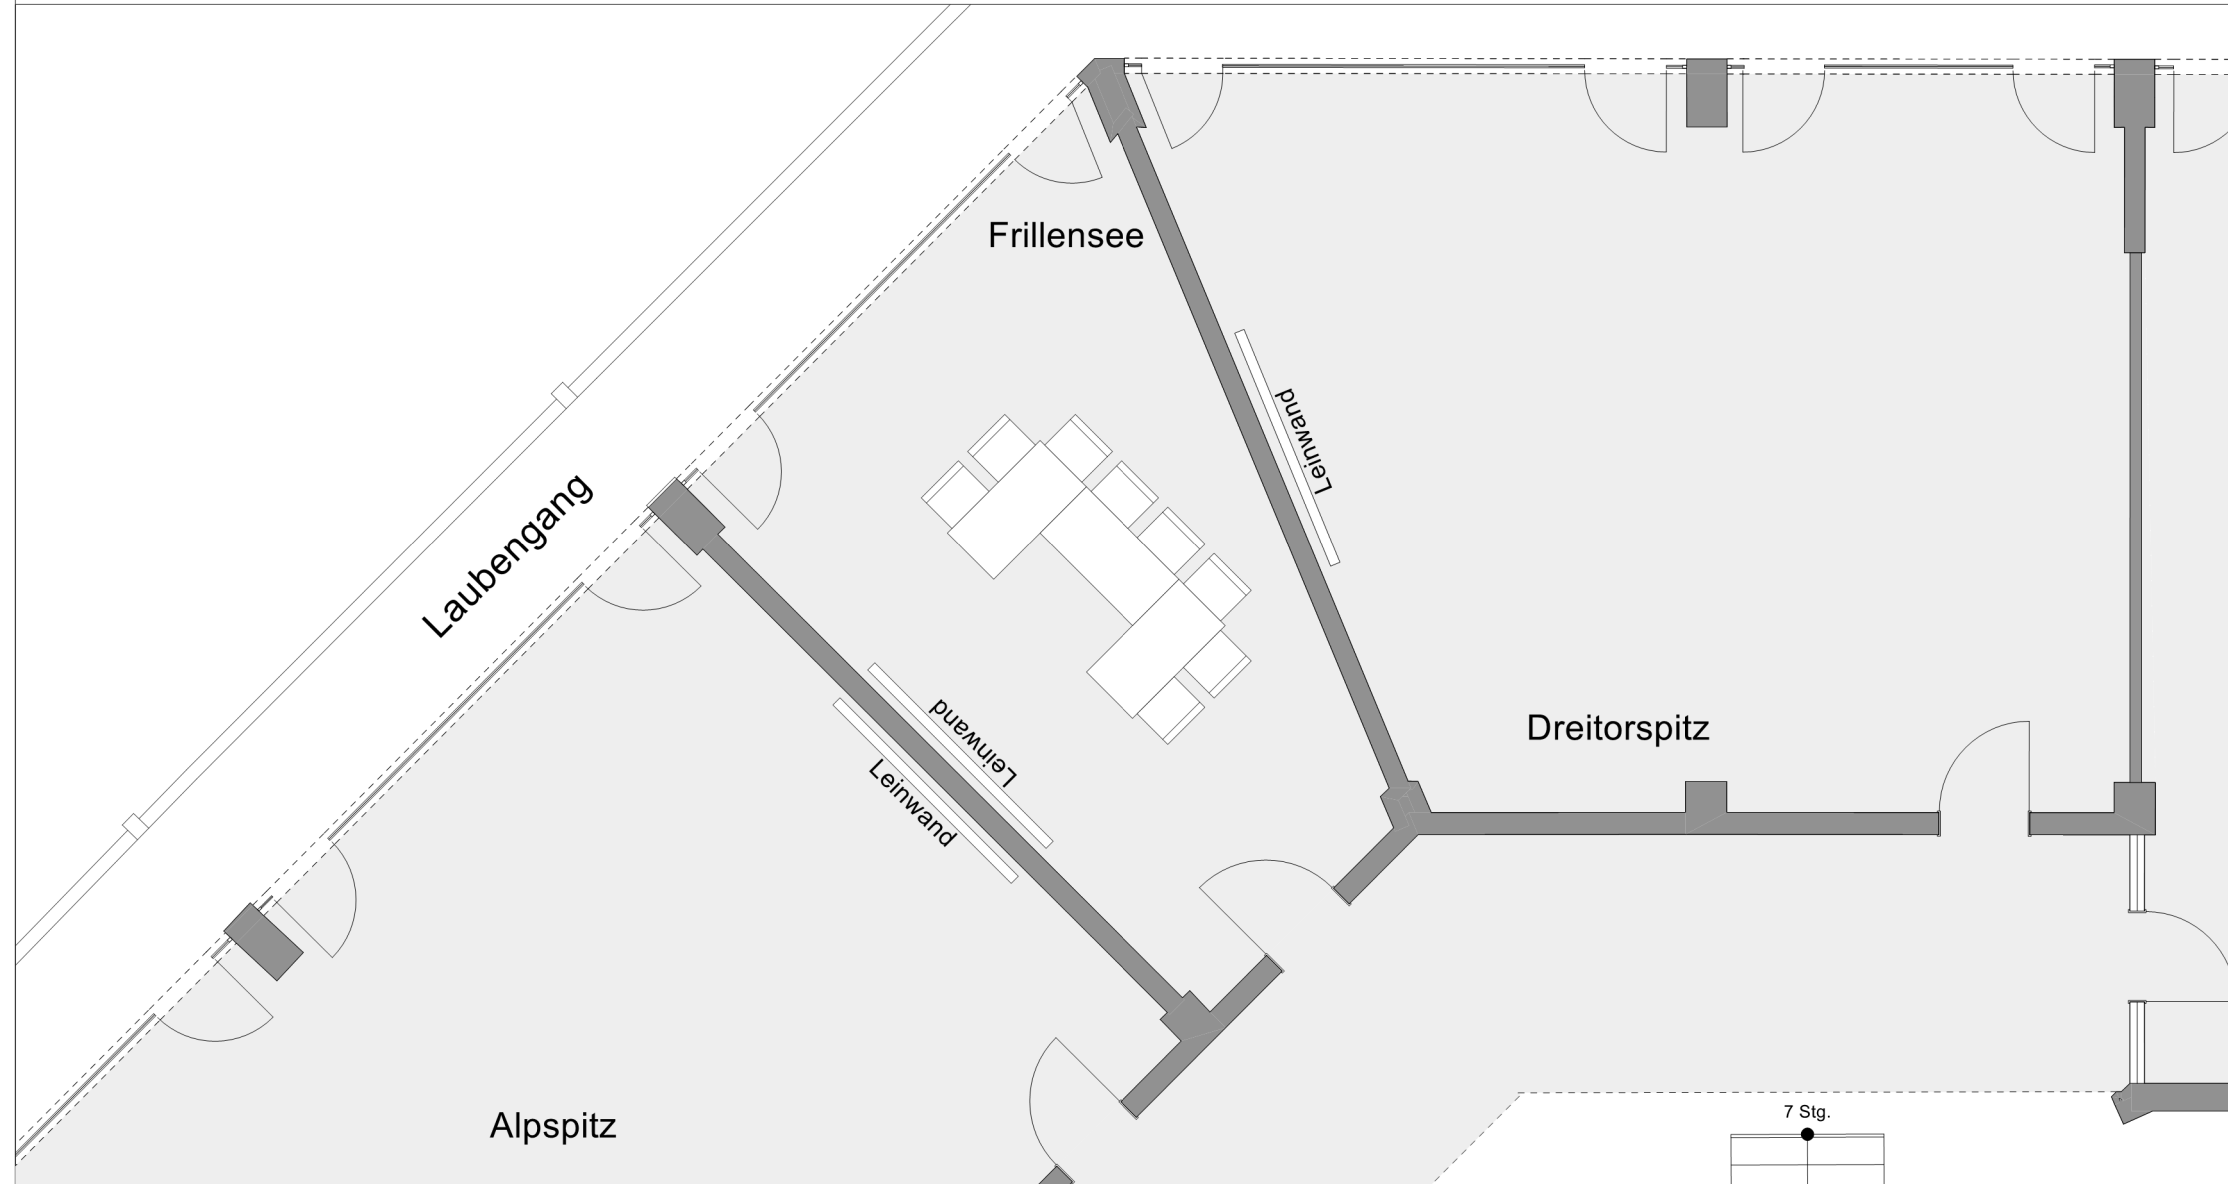 Frillensee
Leinwand
Laubengang
Leinwand
Leinwand
Dreitorspitz
Alpspitz
7 Stg.